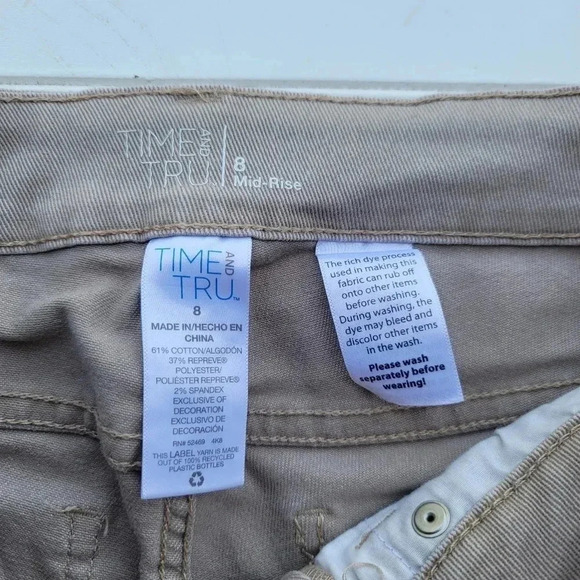 TIME AND
TRU.
8
Mid-Rise
TIME AND
TRU™
8
MADE IN/HECHO EN
CHINA
61% COTTON/ALGODÓN
37% REPREVE®
POLYESTER/
POLIÉSTER REPREVE®
2% SPANDEX
EXCLUSIVE OF
DECORATION
EXCLUSIVO DE
DECORACIÓN
RN# 52469 4KB
THIS LABEL YARN IS MADE
OUT OF 100% RECYCLED
PLASTIC BOTTLES
The rich dye process
used in making this
fabric can rub off
onto other items
before washing.
During washing, the
dye may bleed and
discolor other items
in the wash.
Please wash
separately before
wearing!